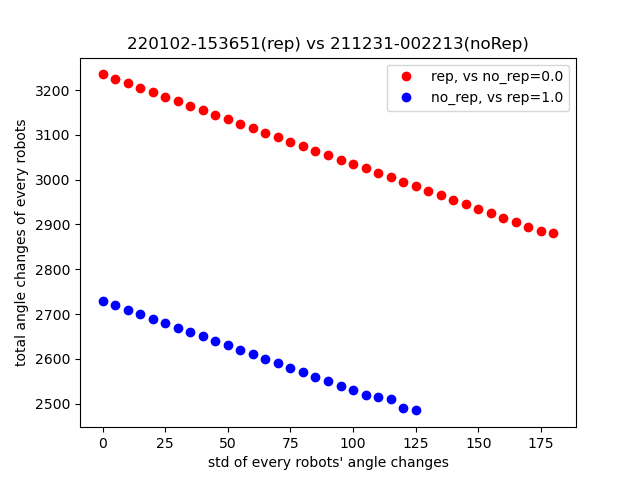 220102-153651(rep) vs 211231-002213(noRep)
rep, vs no_rep=0.0
no_rep, vs rep=1.0
total angle changes of every robots
3200
3100
3000
2900
2800
2700
2600
2500
0 25 50 75 100 125 150 175
std of every robots' angle changes